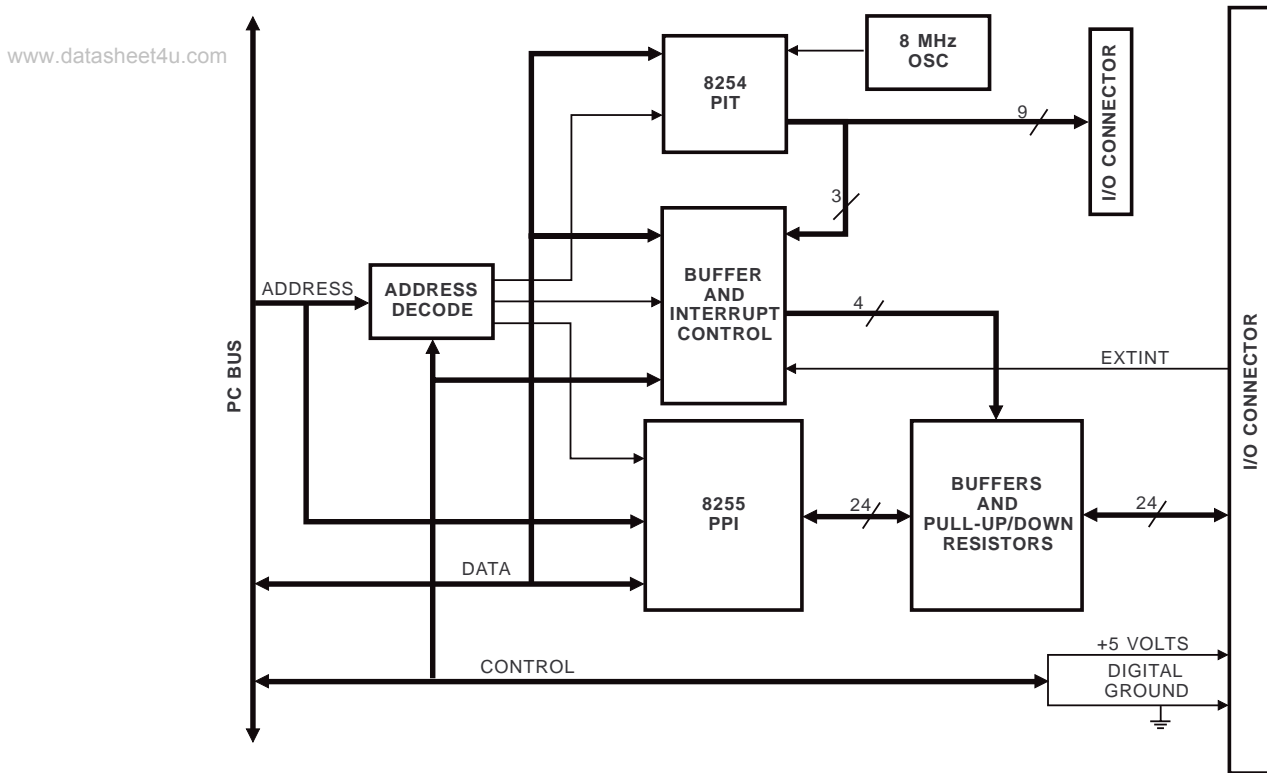 www.datasheet4u.com
8 MHz
OSC
8254
PIT
9
I/O CONNECTOR
3
BUFFER
AND
INTERRUPT
CONTROL
ADDRESS
ADDRESS
DECODE
4
EXTINT
PC BUS
I/O CONNECTOR
8255
PPI
24
BUFFERS
AND
PULL-UP/DOWN
RESISTORS
24
DATA
CONTROL
+5 VOLTS
DIGITAL
GROUND